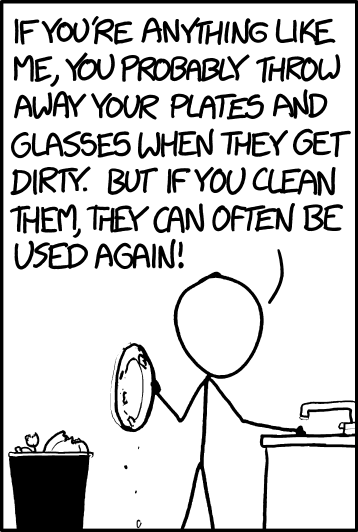 IF YOU'RE ANYTHING LIKE
ME, YOU PROBABLY THROW
AWAY YOUR PLATES AND
GLASSES WHEN THEY GET
DIRTY. BUT IF YOU CLEAN
THEM, THEY CAN OFTEN BE
USED AGAIN!